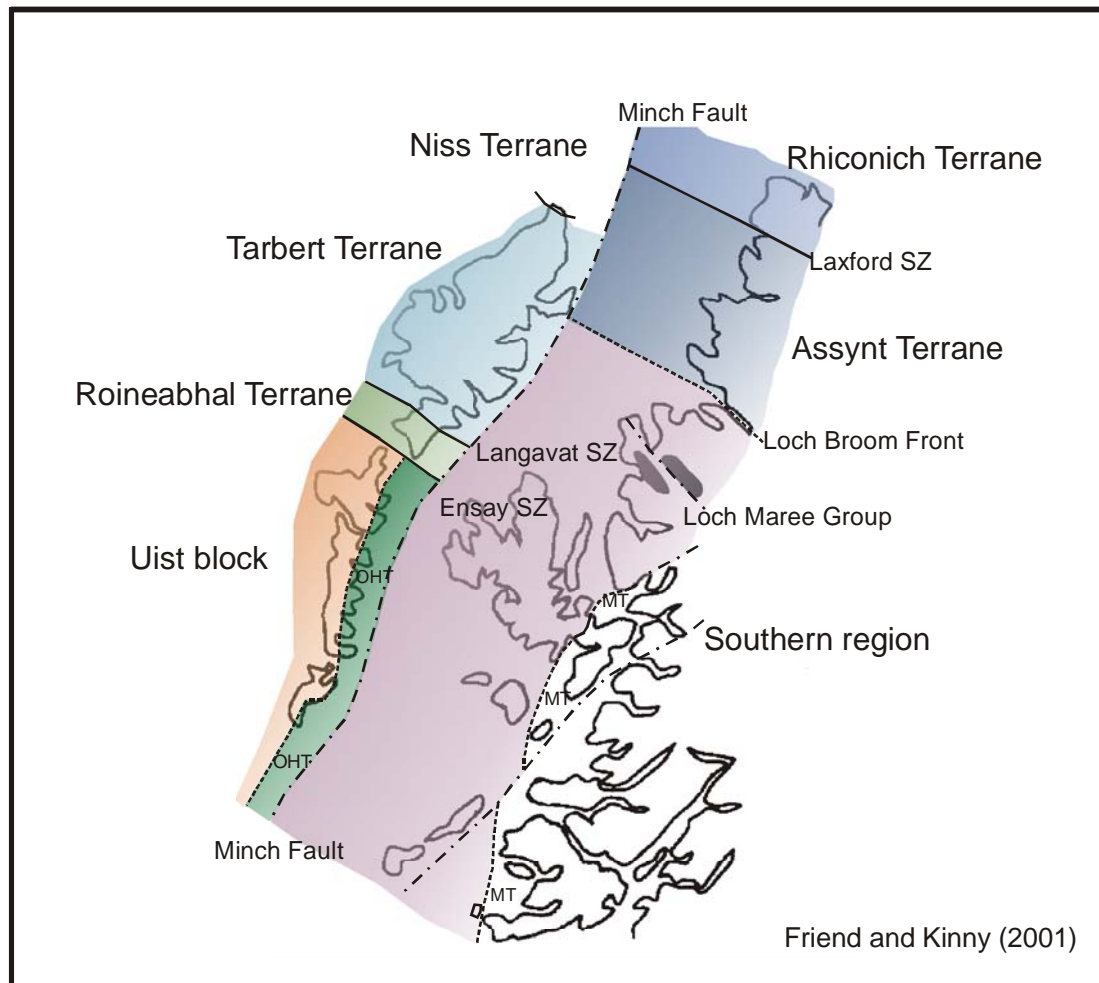 Minch Fault
Niss Terrane
Rhiconich Terrane
Tarbert Terrane
Laxford SZ
Assynt Terrane
Roineabhal Terrane
Loch Broom Front
Langavat SZ
Ensay SZ
Loch Maree Group
Uist block
OHT
MT
Southern region
MT
OHT
Minch Fault
MT
Friend and Kinny (2001)